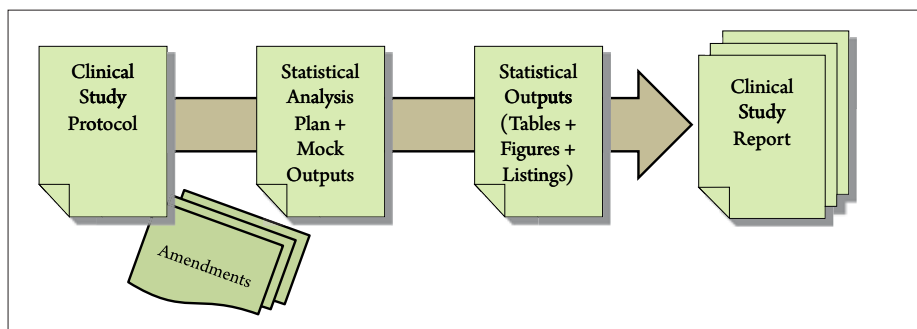 Clinical
Study
Protocol
Statistical
Analysis
Plan +
Mock
Outputs
Statistical
Outputs
(Tables +
Figures +
Listings)
Clinical
Study
Report
Amendments